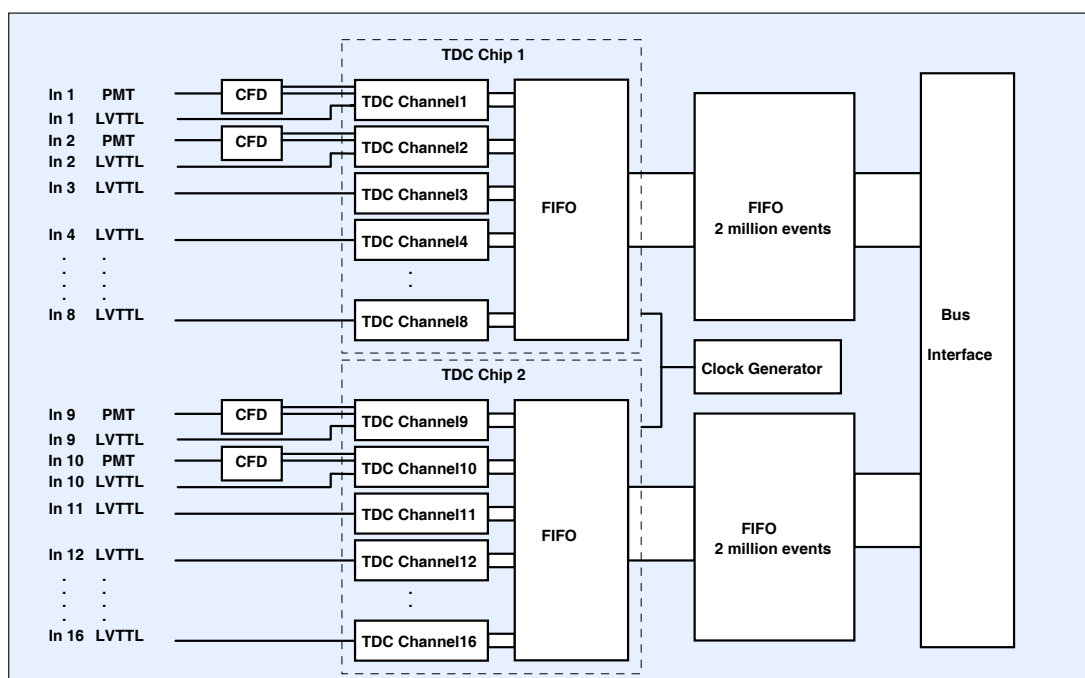 TDC Chip 1
In 1 PMT
CFD
TDC Channel1
In 1 LVTTL
In 2 PMT
CFD
TDC Channel2
In 2 LVTTL
In 3 LVTTL
TDC Channel3
In 4 LVTTL
TDC Channel4
In 8 LVTTL
TDC Channel8
FIFO
FIFO
2 million events
Bus
Interface
Clock Generator
TDC Chip 2
In 9 PMT
CFD
TDC Channel9
In 9 LVTTL
In 10 PMT
CFD
TDC Channel10
In 10 LVTTL
In 11 LVTTL
TDC Channel11
In 12 LVTTL
TDC Channel12
In 16 LVTTL
TDC Channel16
FIFO
FIFO
2 million events